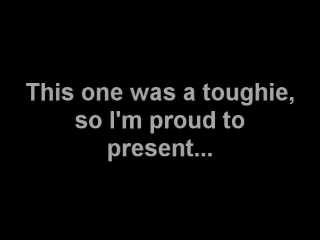 This one was a toughie,
so I'm proud to
present...